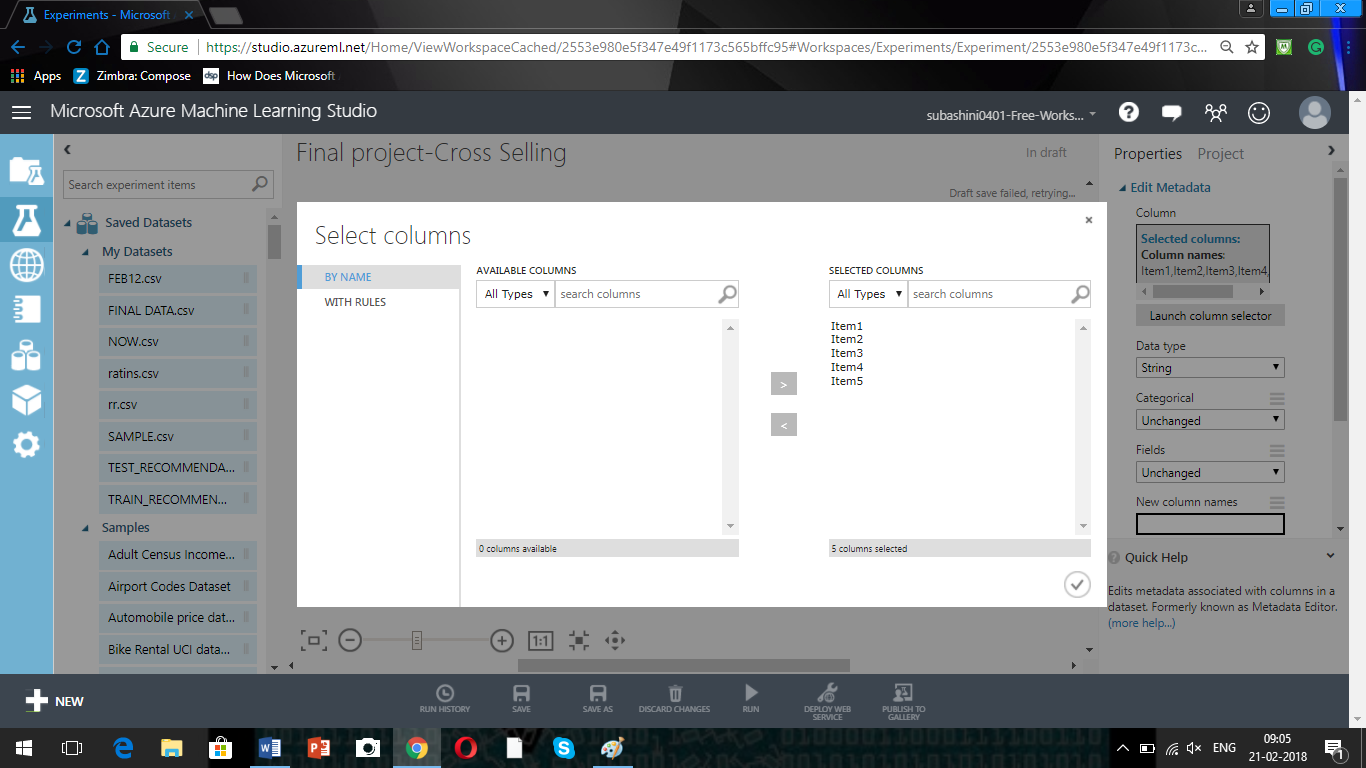 Experiments - Microsoft
Secure
https://studio.azureml.net/Home/ViewWorkspaceCached/2553e980e5f347e49f1173c565bffc95#Workspaces/Experiments/Experiment/2553e980e5f347e49f1173c...
Apps
Zimbra: Compose
dsp
How Does Microsoft
Microsoft Azure Machine Learning Studio
subashini0401-Free-Works...
Search experiment items
Saved Datasets
My Datasets
FEB12.csv
FINAL DATA.csv
NOW.csv
ratins.csv
rr.csv
SAMPLE.csv
TEST_RECOMMENDA...
TRAIN_RECOMMEN...
Samples
Adult Census Income...
Airport Codes Dataset
Automobile price dat...
Bike Rental UCI data...
Final project-Cross Selling
In draft
Draft save failed, retrying...
Select columns
BY NAME
WITH RULES
AVAILABLE COLUMNS
All Types
search columns
0 columns available
>
<
SELECTED COLUMNS
All Types
search columns
Item1
Item2
Item3
Item4
Item5
5 columns selected
1:1
Properties
Project
Edit Metadata
Column
Selected columns:
Column names:
Item1,Item2,Item3,Item4,
Launch column selector
Data type
String
Categorical
Unchanged
Fields
Unchanged
New column names
Quick Help
Edits metadata associated with columns in a
dataset. Formerly known as Metadata Editor.
(more help...)
NEW
RUN HISTORY
SAVE
SAVE AS
DISCARD CHANGES
RUN
DEPLOY WEB
SERVICE
PUBLISH TO
GALLERY
ENG
09:05
21-02-2018
1